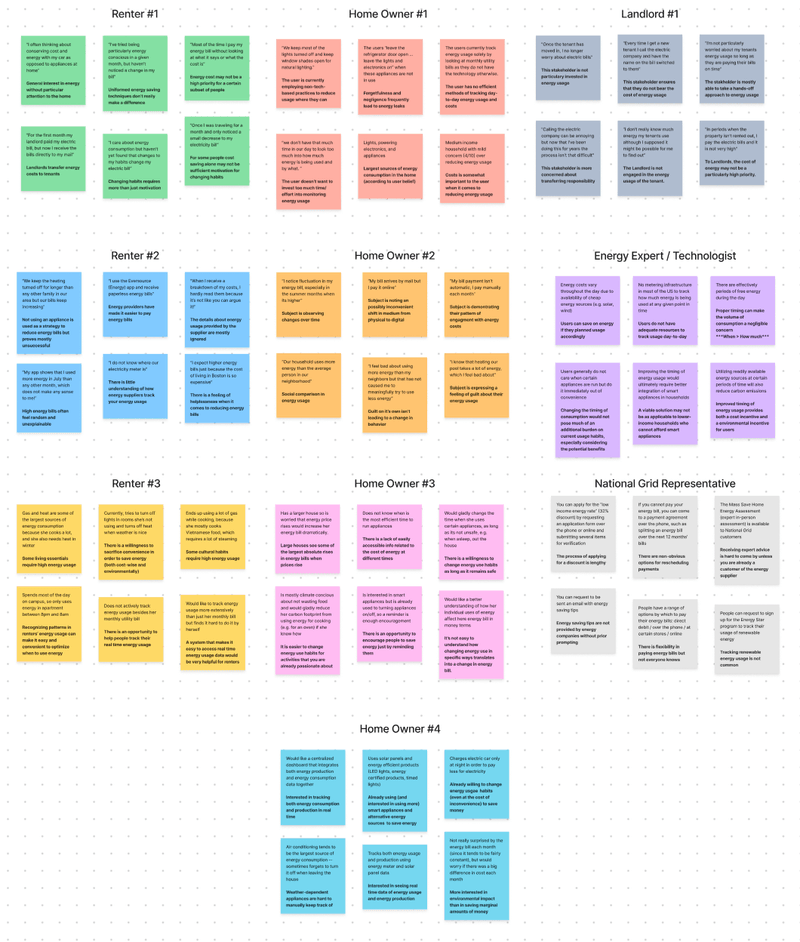 Renter #1
"I often thinking about
conserving cost and
energy with my car as
opposed to appliances at
home"
General interest in energy
without particular
attention to the home
"I've tried being
particularly energy
conscious in a given
month, but haven't
noticed a change in my
bill"
Uniformed energy saving
techniques don't really
make a difference
"Most of the time I pay my
energy bill without looking
at what it says or what the
cost is"
Energy cost may not be a
high priority for a certain
subset of people
"For the first month my
landlord paid my electric
bill, but now I receive the
bills directly to my mail"
Landlords transfer energy
costs to tenants
"I care about energy
consumption but haven't
yet found that changes to
my habits change my
energy bill"
Changing habits requires
more than just motivation
"Once I was traveling for a
month and only noticed a
small decrease to my
electricity bill"
For some people cost
saving alone may not be
sufficient motivation for
changing habits
Home Owner #1
"We keep most of the
lights turned off and keep
window shades open for
natural lighting."
The user is currently
employing non-tech-
based practices to reduce
usage where they can
The users "leave the
refrigerator door open ...
leave the lights and
electronics on" when
these appliances are not
in use
Forgetfulness and
negligence frequently
lead to energy leaks
The users currently track
energy usage solely by
looking at monthly utility
bills as they do not have
the technology otherwise.
The user has no efficient
methods of tracking day-
to-day energy usage and
costs
"we don't have that much
time in our day to look
too much into how much
energy is being used and
by what."
The user doesn't want to
invest too much time/
effort into monitoring
energy usage
Lights, powering
electronics, and
appliances
Largest sources of energy
consumption in the home
(according to user belief)
Medium income
household with mild
concern (4/10) over
reducing energy usage
Costs is somewhat
important to the user
when it comes to
reducing energy usage
Landlord #1
"Once the tenant has
moved in, I no longer
worry about electric bills"
This stakeholder is not
particulary invested in
energy usage
"Every time I get a new
tenant I call the electric
company and have the
name on the bill switched
to them"
This stakeholder ensures
that they do not bear the
cost of energy usage
"I'm not particularly
worried about my tenants
energy usage so long as
they are paying their bills
on time"
The stakeholder is mostly
able to take a hands-off
approach to energy usage
"Calling the electric
company can be annoying
but now that I've been
doing this for years the
process isn't that difficult"
This stakeholder is more
concerned about
transferring responsibility
"I don't really know much
energy my tenants use
although I suppose it
might be possible for me
to find out"
The Landlord is not
engaged in the energy
usage of the tenant.
"In periods when the
property isn't rented out, I
pay the electric bills and it
is not very high"
To Landlords, the cost of
energy may not be a
particularly high priority.
Renter #2
"We keep the heating
turned off for longer than
my other family in our
area but our bills keep
increasing"
Not using an appliance is
used as a strategy to
reduce energy bills but
proves mostly
unsuccessful
"I use the Eversource
(Energy) app and receive
paperless energy bills"
Energy providers have
made it easier to pay
energy bills
"When I receive a
breakdown of my costs, I
hardly read them because
it's not like you can argue
it"
The details about energy
usage provided by the
supplier are mostly
ignored
"My app shows that I used
more energy in July than
any other month, which
does not make any sense
to me!"
High energy bills often
feel random and
unexplainable
"I do not know where our
electricity meter is"
There is little
understanding of how
energy suppliers track
your energy usage
"I expect higher energy
bills just because the cost
of living in Boston is so
expensive"
There is a feeling of
helplessness when it
comes to reducing energy
bills
Home Owner #2
"I notice fluctuation in my
energy bill, especially in
the summer months when
its higher"
Subject is observing
changes over time
"My bill arrives by mail but
I pay it online"
Subject is noting a
possibly inconvenient
shift in medium from
physical to digital
"My bill payment isn't
automatic, I pay manually
each month"
Subject is demonstrating
their pattern of
engagment with energy
costs
"Our household uses more
energy than the average
person in our
neighborhood"
Social comparison in
energy usage
"I feel bad about using
more energy than my
neighbors but that has
not caused me to
meaningfully try to use
less energy"
Guilt on it's own isn't
leading to a change in
behavior
"I know that heating our
pool takes a lot of energy,
which I feel bad about"
Subject is expressing a
feeling of guilt about their
energy usage
Energy Expert / Technologist
Energy costs vary
throughout the day due to
availability of cheap
energy sources (e.g. solar,
wind)
Users can save on energy
if they planned usage
accordingly
No metering infrastructure
in most of the US to track
how much energy is being
used at any given point in
time
Users do not have
adequate resources to
track usage day-to-day
There are effectively
periods of free energy
during the day
Proper timing can make
the volume of
consumption a negligible
concern
***When > How much***
Users generally do not
care when certain
appliances are run but do
if immediately out of
convenience
Changing the timing of
consumption would not
pose much of an
additional burden on
current usage habits,
especially considering
the potential benefits
Improving the timing of
energy usage would
ultimately require better
integration of smart
appliances in households
A viable solution may not
be as applicable to lower-
income households who
cannot afford smart
appliances
Utilizing readily available
energy sources at certain
periods of time will also
reduce carbon emissions
Improved timing of
energy usage provides
both a cost incentive and
a environmental incentive
for users
Renter #3
Gas and heat are some of
the largest sources of
energy consumption
because she cooks a lot,
and she also needs heat in
winter
Some living essentials
require high energy usage
Currently, tries to turn off
lights in rooms she's not
using and turns off heat
when weather is nice
There is a willingness to
sacrifice convenience in
order to save energy
(both cost-wise and
environmentally)
Ends up using a lot of gas
while cooking, because
she mostly cooks
Vietnamese food, which
requires a lot of steaming
Some cultural habits
require high energy usage
Spends most of the day
on campus, so only uses
energy in apartment
between 8pm and 8am
Recognizing patterns in
renters' energy usage can
make it easy and
convenient to optimize
when to use energy
Does not actively track
energy usage besides her
monthly utility bill
There is an opportunity to
help people track their
real time energy usage
Would like to track energy
usage more extensively
than just her monthly bill
but finds it hard to do it by
herself
A system that makes it
easy to access real time
energy usage data would
be very helpful for renters
Home Owner #3
Has a larger house so is
worried that energy price
rises would increase her
energy bill dramatically.
Large houses see some of
the largest absolute rises
in energy bills when
prices rise
Does not know when is
the most efficient time to
run appliances
There is a lack of easily
accessible info related to
the cost of energy at
different times
Would gladly change the
time when she uses
certain appliances, as long
as its not unsafe, e.g.
when asleep, out the
house
There is a willingness to
change energy use habits
as long as it remains safe
Is mostly climate concious
about not wasting food
and would gladly reduce
her carbon footprint from
using energy for cooking
(e.g. for an oven) if she
knew how
It is easier to change
energy use habits for
activities that you are
already passionate about
Is interested in smart
appliances but is already
used to turning appliances
on/off, so a reminder is
enough encouragement
There is an opportunity to
encourage people to save
energy just by reminding
them
Would like a better
understanding of how her
individual uses of energy
affect here energy bill in
money terms
It's not easy to
understand how
changing energy use in
specific ways translates
into a change in energy
bill.
National Grid Representative
You can apply for the "low
income energy rate" (32%
discount) by requesting
an application form over
the phone or online and
submitting several items
for verification
The process of applying
for a discount is lengthy
If you cannot pay your
energy bill, you can come
to a payment agreement
over the phone, such as
splitting an energy bill
over the next 12 months'
bills
There are non-obvious
options for rescheduling
payments
The Mass Save Home
Energy Assessment
(expert in-person
assessment) is available
to National Grid
customers
Receiving expert advice
is hard to come by unless
you are already a
customer of the energy
supplier
You can request to be
sent an email with energy
saving tips
Energy saving tips are not
provided by energy
companies without prior
prompting
People have a range of
options by which to pay
their energy bills: direct
debit / over the phone / at
certain stores / online
There is flexibility in
paying energy bills but
not everyone knows
People can request to sign
up for the Energy Star
program to track their
usage of renewable
energy
Tracking renewable
energy usage is not
common
Home Owner #4
Would like a centralized
dashboard that integrates
both energy production
and energy consumption
data together
Interested in tracking
both energy consumption
and production in real
time
Uses solar panels and
energy efficient products
(LED lights, energy
certified products, timed
lights)
Already using (and
interested in using more)
smart appliances and
alternative energy
sources to save energy
Charges electric car only
at night in order to pay
less for electricity
Already willing to change
energy usage habits
(even at the cost of
inconvenience) to save
money
Air conditioning tends to
be the largest source of
energy consumption —
sometimes forgets to turn
it off when leaving the
house
Weather-dependent
appliances are hard to
manually keep track of
Tracks both energy usage
and production using
energy meter and solar
panel data
Interested in seeing real
time data of energy usage
and energy production
Not really surprised by the
energy bill each month
(since it tends to be fairly
constant), but would
worry if there was a big
difference in cost each
month
More interested in
environmental impact than
than in saving marginal
amounts of money